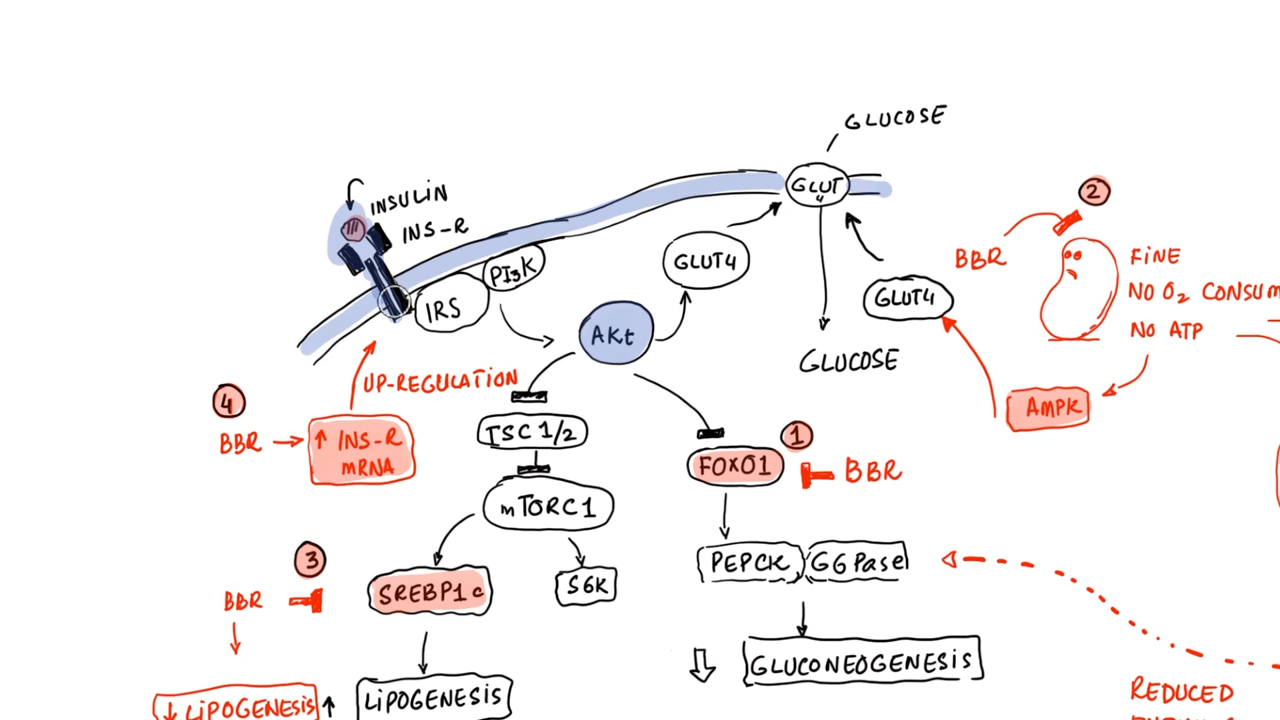 GLUCOSE
GLUT
4
INSULIN
INS-R
2
BBR
FINE
NO O2 CONSUM
NO ATP
PI3K
GLUT4
GLUT4
IRS
AKt
GLUCOSE
UP-REGULATION
AMPK
4
BBR
↑ INS-R
mRNA
TSC 1/2
1
FOXO1
BBR
mTORC1
3
PEPCK
GGPase
BBR
SREBP1c
S6K
GLUCONEOGENESIS
↓ LIPOGENESIS
↑ LIPOGENESIS
REDUCED